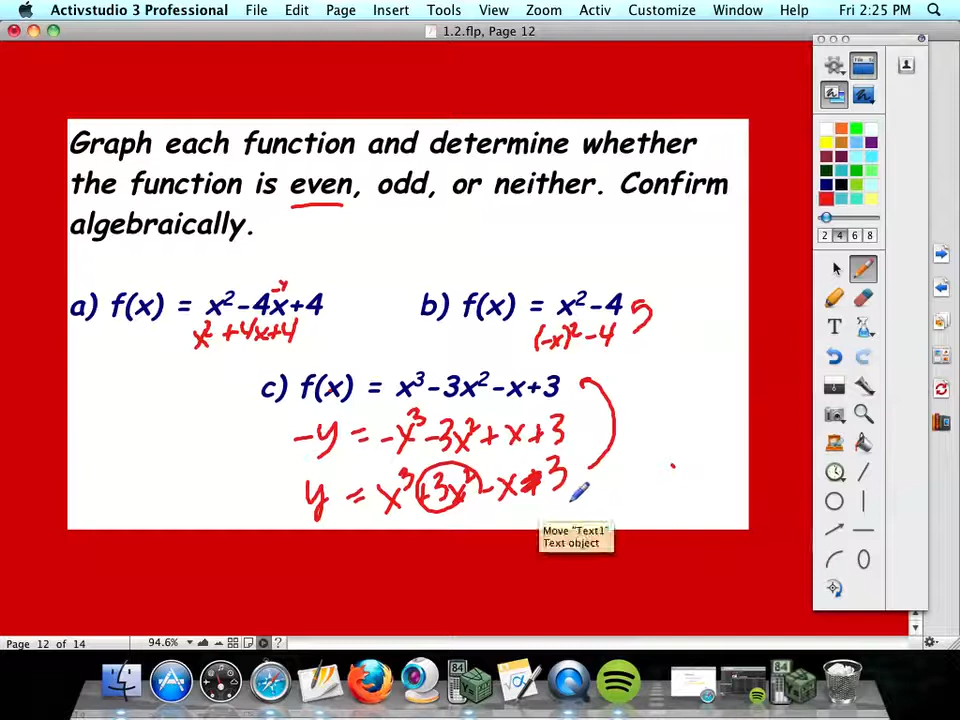 Activstudio 3 Professional File Edit Page Insert Tools View Zoom Activ Customize Window Help Fri 2:25 PM
1.2.flp, Page 12
Graph each function and determine whether
the function is even, odd, or neither. Confirm
algebraically.
a) f(x) = x²-4x+4
x² +4x+4
b) f(x) = x²-4
(-x)² -4
c) f(x) = x³-3x²-x+3
-y = -x³-3x²+x+3
y = x³+3x²-x 3
Move "Text1"
Text object
2 4 6 8
T
Page 12 of 14 94.6% ?
84 84